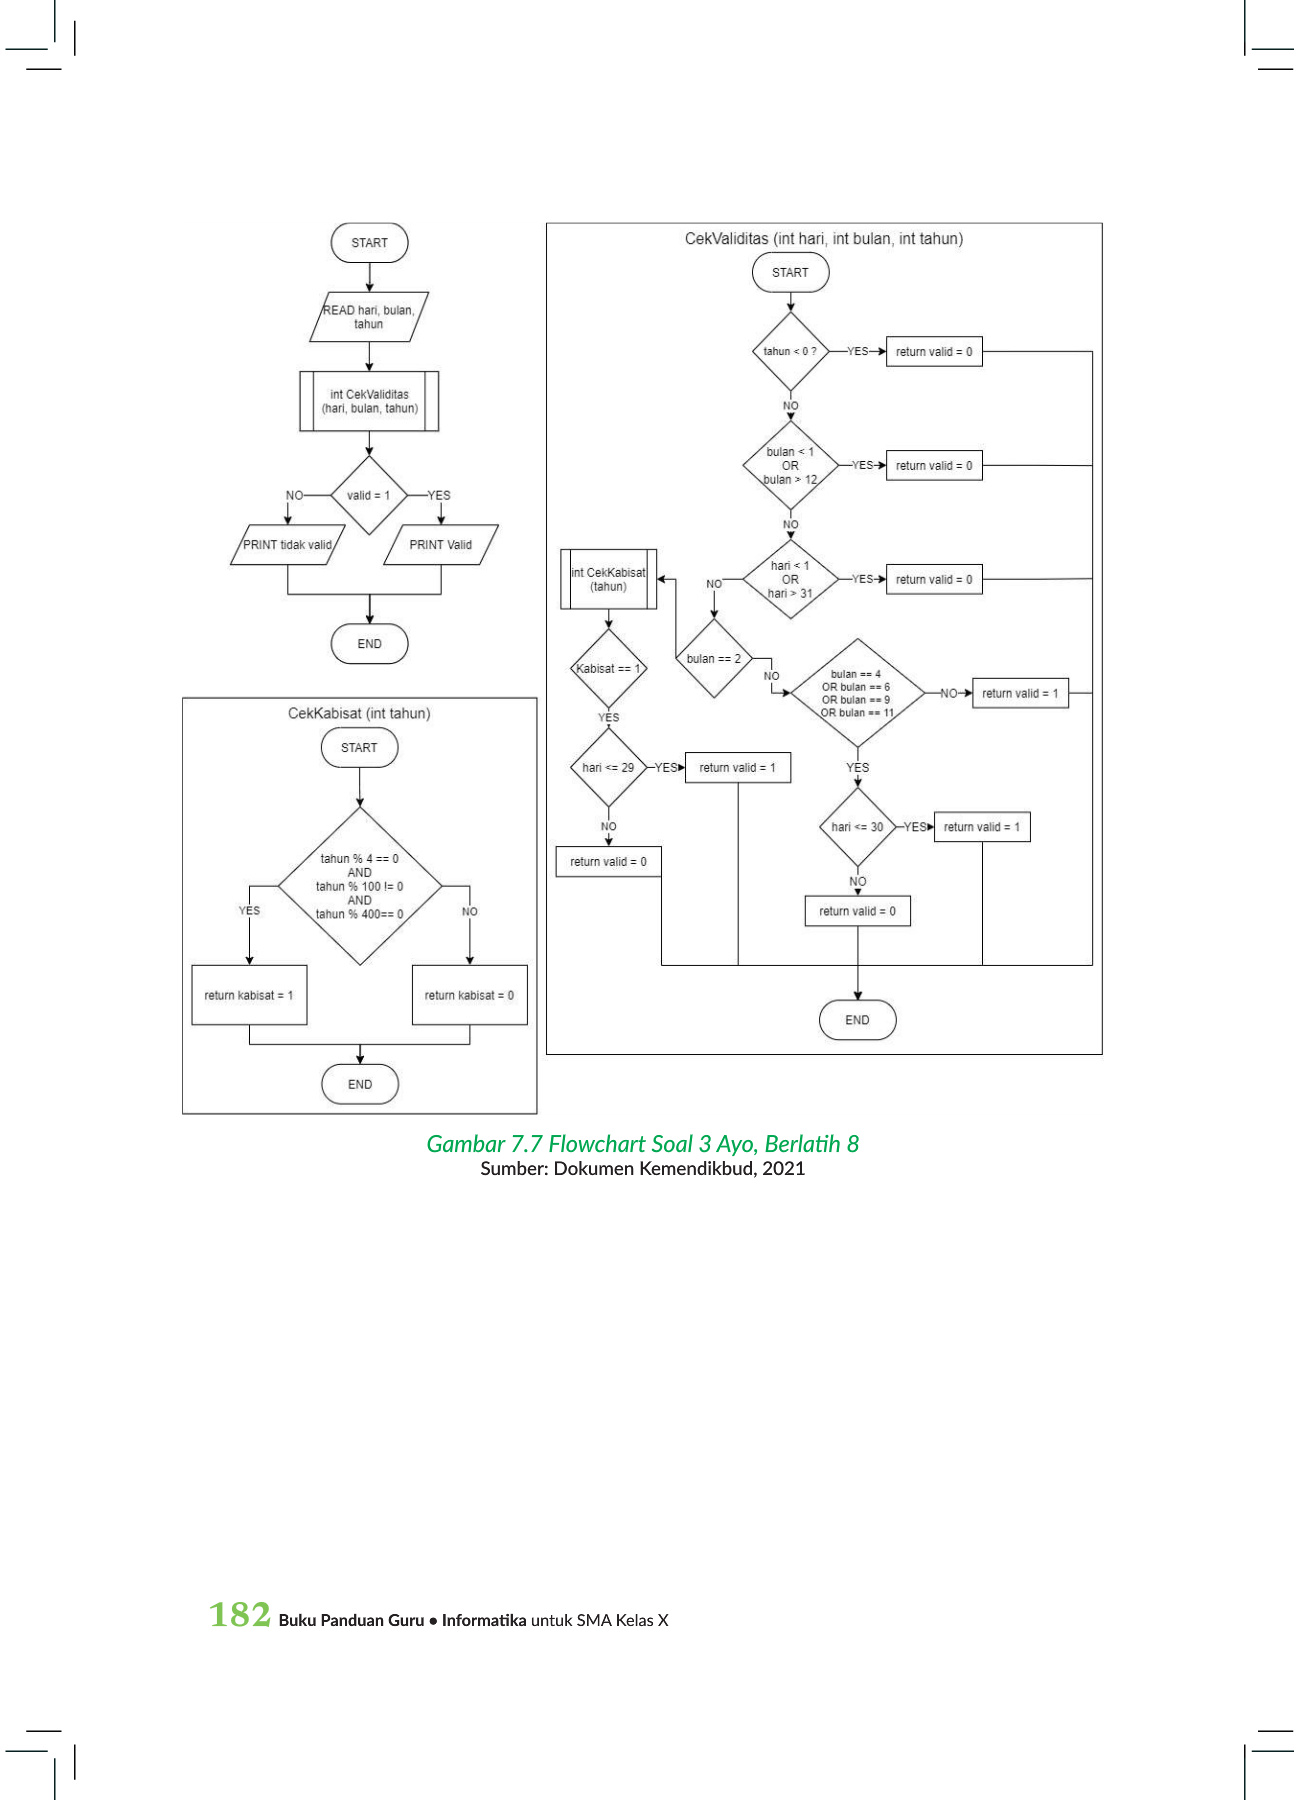 START
READ hari, bulan,
tahun
int CekValiditas
(hari, bulan, tahun)
valid = 1
NO
YES
PRINT tidak valid
PRINT Valid
END
CekKabisat (int tahun)
START
tahun % 4 == 0
AND
tahun % 100 != 0
AND
tahun % 400== 0
YES
NO
return kabisat = 1
return kabisat = 0
END
CekValiditas (int hari, int bulan, int tahun)
START
tahun < 0 ?
YES
return valid = 0
NO
bulan < 1
OR
bulan > 12
YES
return valid = 0
NO
hari < 1
OR
hari > 31
YES
return valid = 0
NO
int CekKabisat
(tahun)
bulan == 2
NO
Kabisat == 1
YES
bulan == 4
OR bulan == 6
OR bulan == 9
OR bulan == 11
NO
return valid = 1
hari <= 29
YES
return valid = 1
NO
return valid = 0
YES
hari <= 30
YES
return valid = 1
NO
return valid = 0
END
Gambar 7.7 Flowchart Soal 3 Ayo, Berlatih 8
Sumber: Dokumen Kemendikbud, 2021
182 Buku Panduan Guru • Informatika untuk SMA Kelas X